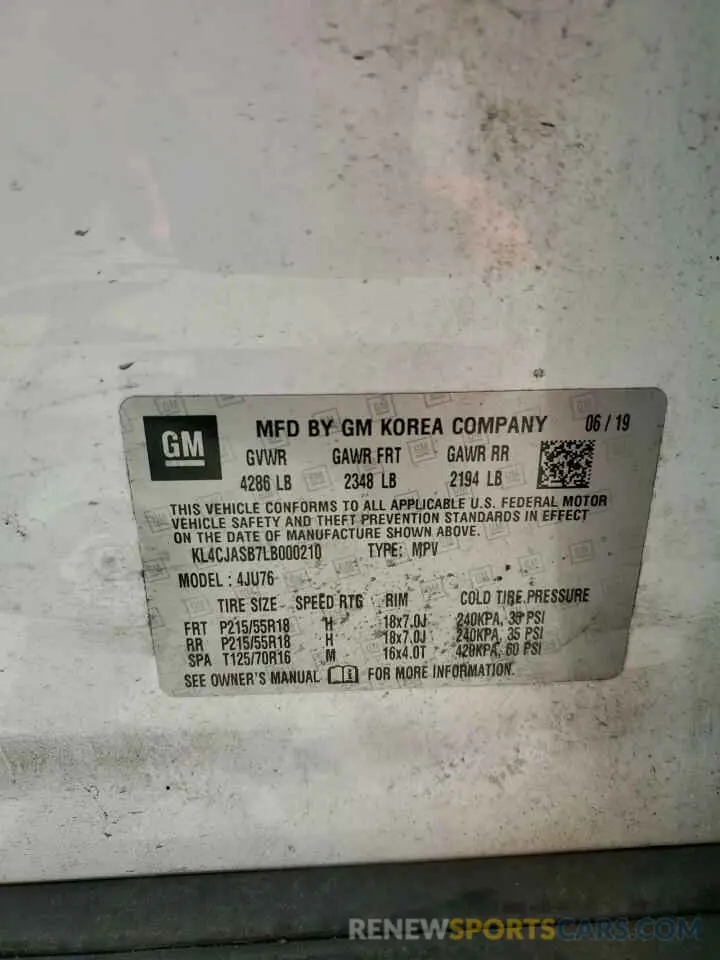 GM
MFD BY GM KOREA COMPANY 06 / 19
GVWR GAWR FRT GAWR RR
4286 LB 2348 LB 2194 LB
THIS VEHICLE CONFORMS TO ALL APPLICABLE U.S. FEDERAL MOTOR
VEHICLE SAFETY AND THEFT PREVENTION STANDARDS IN EFFECT
ON THE DATE OF MANUFACTURE SHOWN ABOVE.
KL4CJASB7LB000210 TYPE: MPV
MODEL : 4JU76
TIRE SIZE SPEED RTG RIM COLD TIRE PRESSURE
FRT P215/55R18 H 18x7.0J 240KPA, 35 PSI
RR P215/55R18 H 18x7.0J 240KPA, 35 PSI
SPA T125/70R16 M 16x4.0T 420KPA, 60 PSI
SEE OWNER'S MANUAL FOR MORE INFORMATION.
RENEWSPORTSCARS.COM